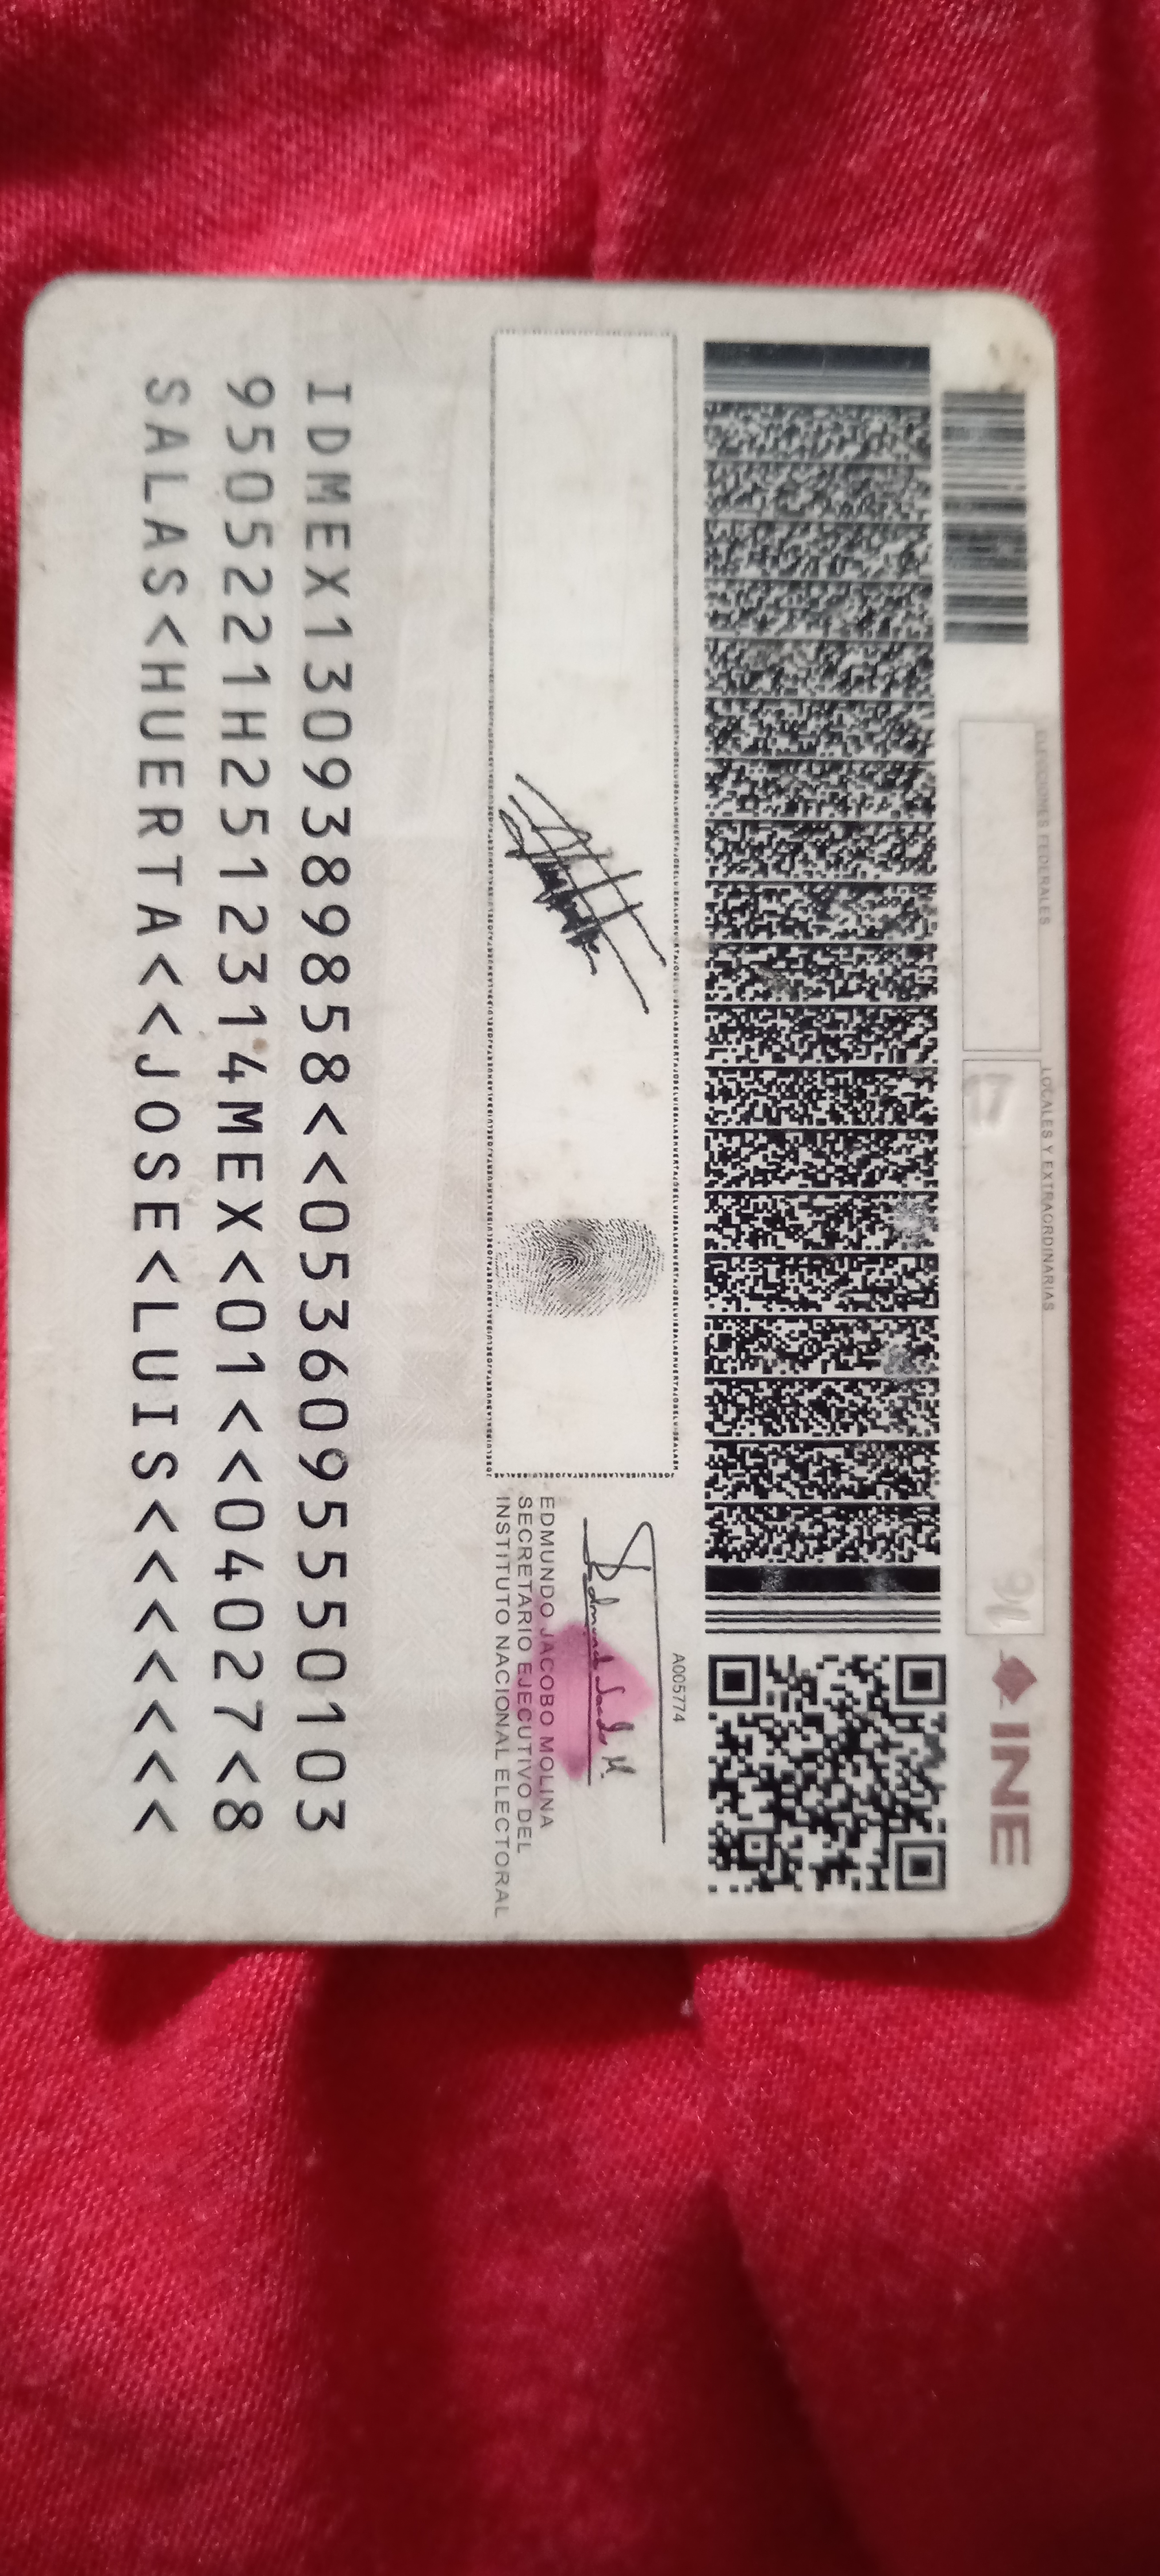 ELECCIONES FEDERALES
LOCALES Y EXTRAORDINARIAS
17
INE
A005774
EDMUNDO JACOBO MOLINA
SECRETARIO EJECUTIVO DEL
INSTITUTO NACIONAL ELECTORAL
IDMEX1309389858<<0536095550103
9505221H2512314MEX<01<<04027<8
SALAS<HUERTA<<JOSE<LUIS<<<<<<<